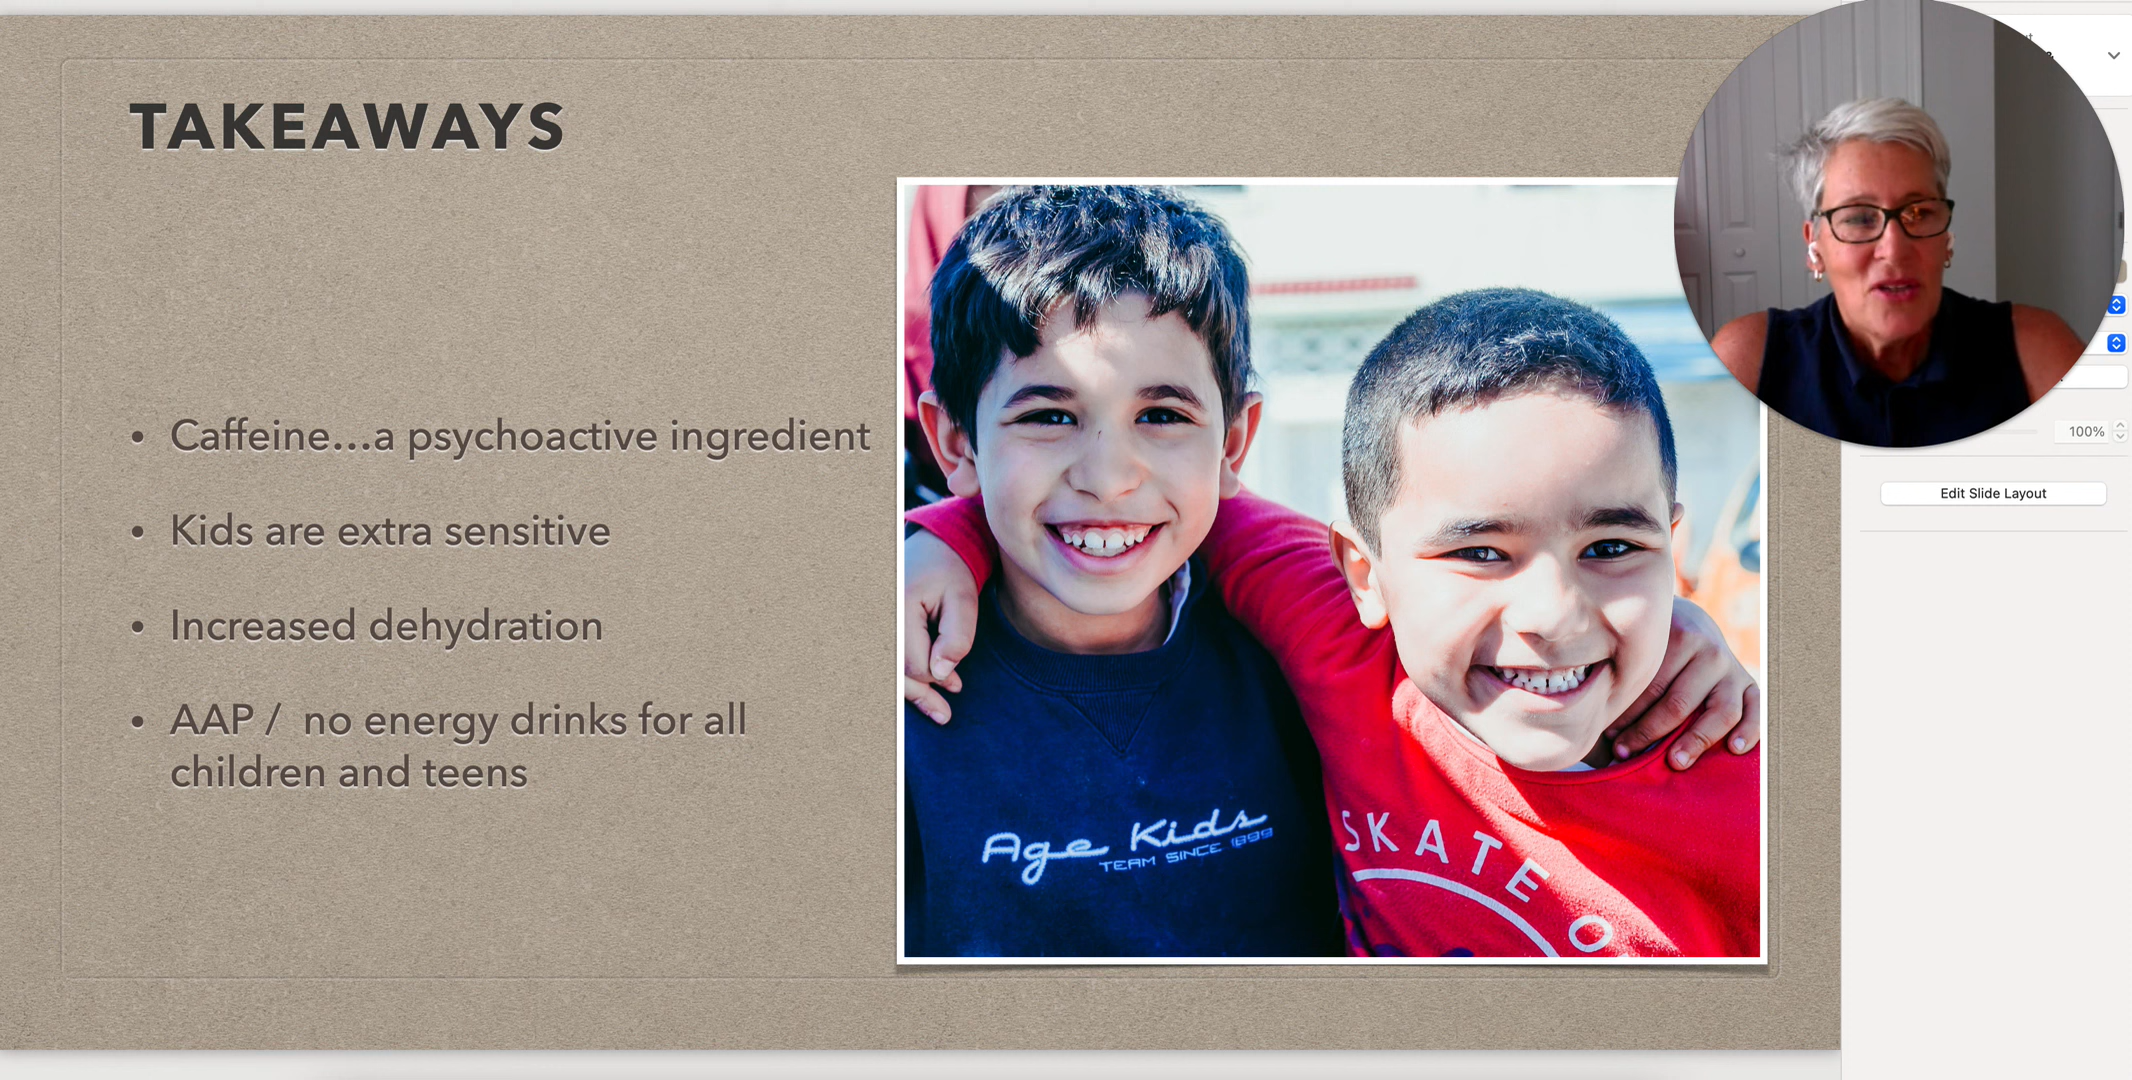 TAKEAWAYS
• Caffeine...a psychoactive ingredient
• Kids are extra sensitive
• Increased dehydration
• AAP / no energy drinks for all
children and teens
Age Kids
TEAM SINCE 1899
SKATE O
100%
Edit Slide Layout